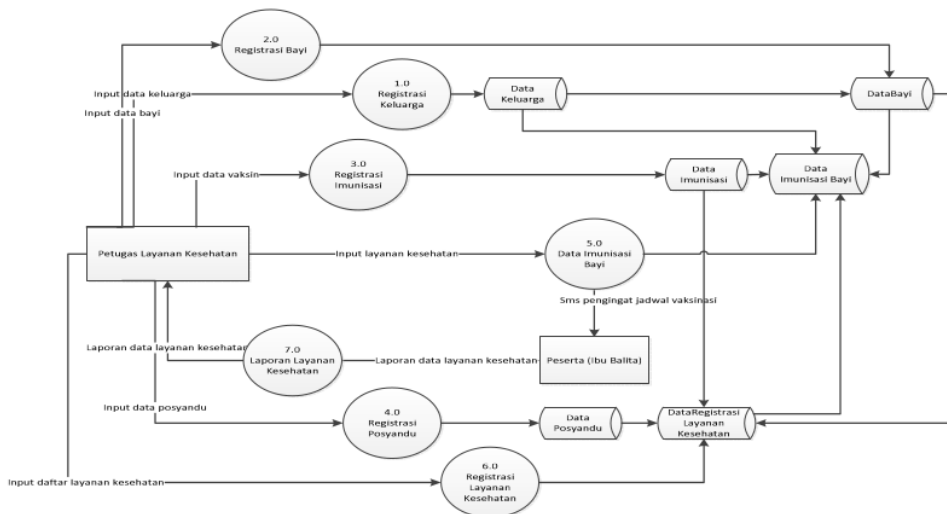 2.0
Registrasi Bayi
Input data keluarga
1.0
Registrasi
Keluarga
Data
Keluarga
DataBayi
Input data bayi
Input data vaksin
3.0
Registrasi
Imunisasi
Data
Imunisasi
Data
Imunisasi Bayi
Petugas Layanan Kesehatan
Input layanan kesehatan
5.0
Data Imunisasi
Bayi
Sms pengingat jadwal vaksinasi
Laporan data layanan kesehatan
7.0
Laporan Layanan
Kesehatan
Laporan data layanan kesehatan
Peserta (Ibu Balita)
Input data posyandu
4.0
Registrasi
Posyandu
Data
Posyandu
DataRegistrasi
Layanan
Kesehatan
Input daftar layanan kesehatan
6.0
Registrasi
Layanan
Kesehatan